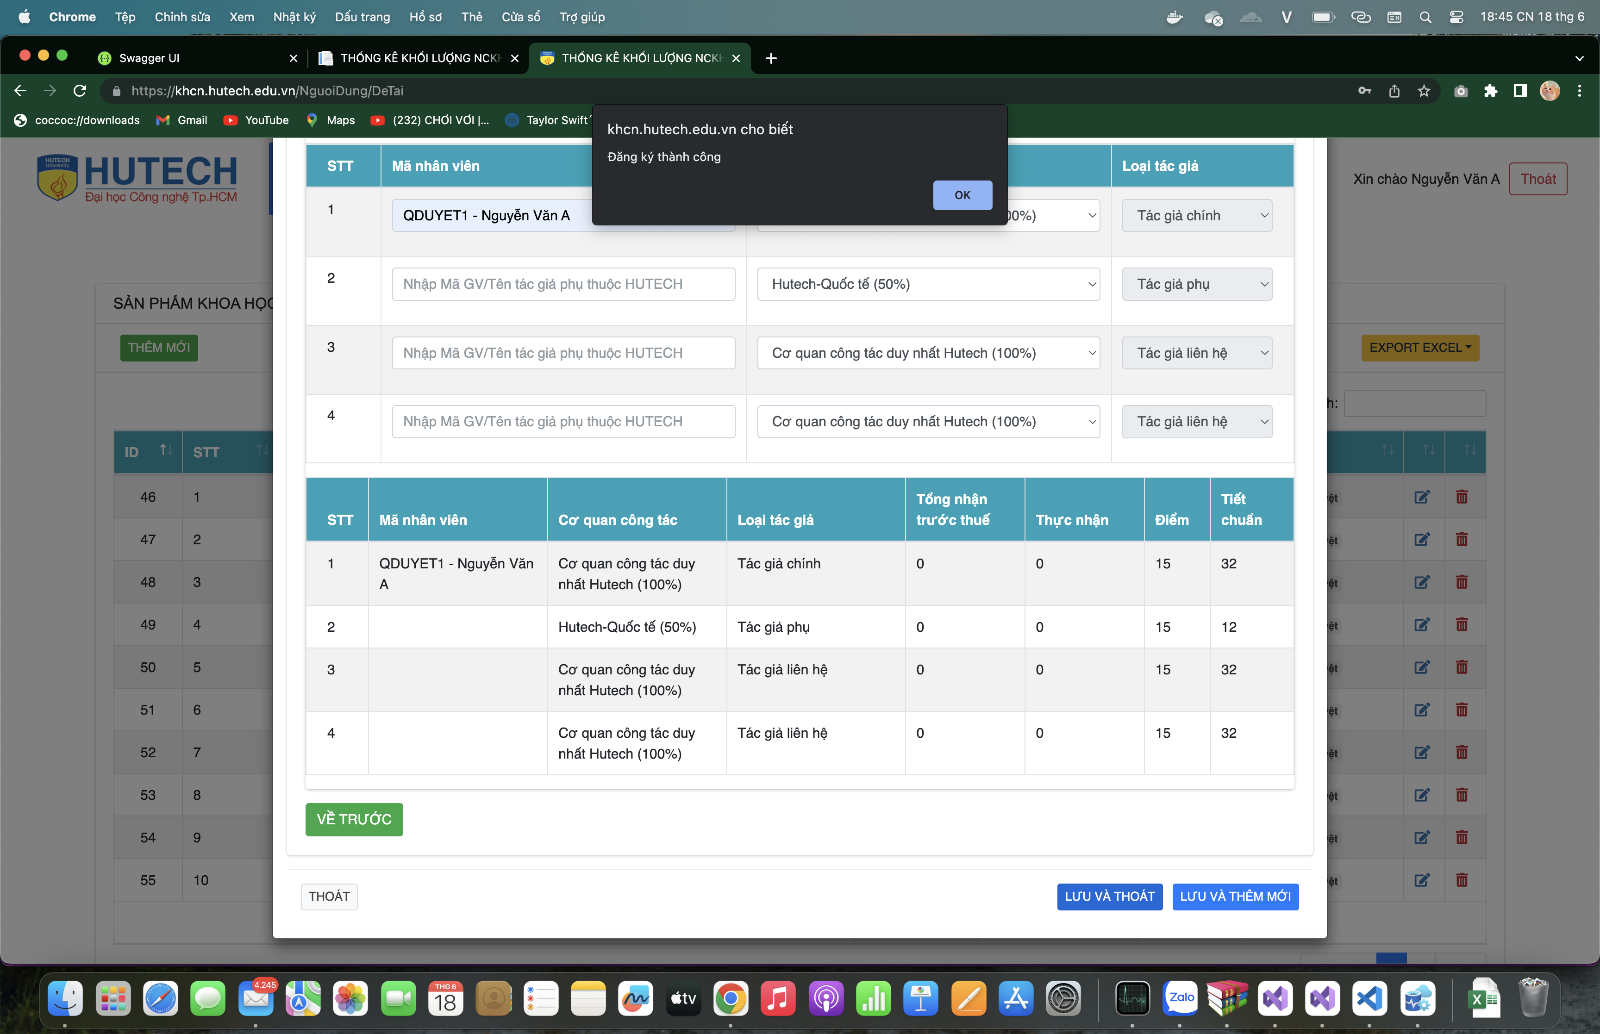 Chrome Tệp Chỉnh sửa Xem Nhật ký Dấu trang Hồ sơ Thẻ Cửa sổ Trợ giúp 18:45 CN 18 thg 6
Swagger UI THỐNG KÊ KHỐI LƯỢNG NCKH THỐNG KÊ KHỐI LƯỢNG NCKH
https://khcn.hutech.edu.vn/NguoiDung/DeTai
coccoc://downloads Gmail YouTube Maps (232) CHƠI VƠI |... Taylor Swift
khcn.hutech.edu.vn cho biết
Đăng ký thành công
OK
HUTECH
Đại học Công nghệ Tp.HCM
Xin chào Nguyễn Văn A Thoát
STT Mã nhân viên Loại tác giả
1 QDUYET1 - Nguyễn Văn A 00%) Tác giả chính
2 Nhập Mã GV/Tên tác giả phụ thuộc HUTECH Hutech-Quốc tế (50%) Tác giả phụ
3 Nhập Mã GV/Tên tác giả phụ thuộc HUTECH Cơ quan công tác duy nhất Hutech (100%) Tác giả liên hệ
4 Nhập Mã GV/Tên tác giả phụ thuộc HUTECH Cơ quan công tác duy nhất Hutech (100%) Tác giả liên hệ
SẢN PHẨM KHOA HỌC
THÊM MỚI
EXPORT EXCEL
h:
ID STT
46 1
47 2
48 3
49 4
50 5
51 6
52 7
53 8
54 9
55 10
STT Mã nhân viên Cơ quan công tác Loại tác giả Tổng nhận trước thuế Thực nhận Điểm Tiết chuẩn
1 QDUYET1 - Nguyễn Văn A Cơ quan công tác duy nhất Hutech (100%) Tác giả chính 0 0 15 32
2 Hutech-Quốc tế (50%) Tác giả phụ 0 0 15 12
3 Cơ quan công tác duy nhất Hutech (100%) Tác giả liên hệ 0 0 15 32
4 Cơ quan công tác duy nhất Hutech (100%) Tác giả liên hệ 0 0 15 32
VỀ TRƯỚC
THOÁT LƯU VÀ THOÁT LƯU VÀ THÊM MỚI
4.245
THG 6
18
tv
Zalo